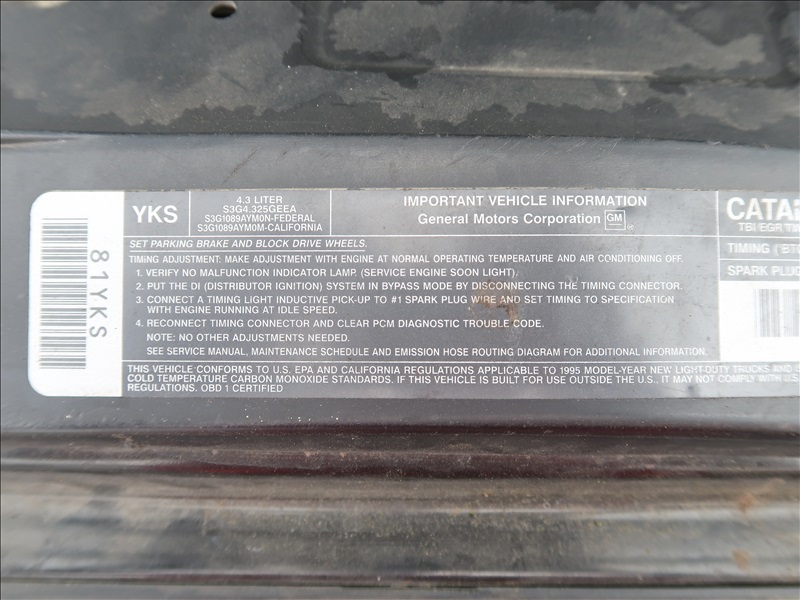 81YKS
YKS
4.3 LITER
S3G4.325GEEA
S3G1089AYM0N-FEDERAL
S3G1089AYM0M-CALIFORNIA
IMPORTANT VEHICLE INFORMATION
General Motors Corporation GM
SET PARKING BRAKE AND BLOCK DRIVE WHEELS.
TIMING ADJUSTMENT: MAKE ADJUSTMENT WITH ENGINE AT NORMAL OPERATING TEMPERATURE AND AIR CONDITIONING OFF.
1. VERIFY NO MALFUNCTION INDICATOR LAMP (SERVICE ENGINE SOON LIGHT).
2. PUT THE DI (DISTRIBUTOR IGNITION) SYSTEM IN BYPASS MODE BY DISCONNECTING THE TIMING CONNECTOR.
3. CONNECT A TIMING LIGHT INDUCTIVE PICK-UP TO #1 SPARK PLUG WIRE AND SET TIMING TO SPECIFICATION
WITH ENGINE RUNNING AT IDLE SPEED.
4. RECONNECT TIMING CONNECTOR AND CLEAR PCM DIAGNOSTIC TROUBLE CODE.
NOTE: NO OTHER ADJUSTMENTS NEEDED.
SEE SERVICE MANUAL, MAINTENANCE SCHEDULE AND EMISSION HOSE ROUTING DIAGRAM FOR ADDITIONAL INFORMATION.
THIS VEHICLE CONFORMS TO U.S. EPA AND CALIFORNIA REGULATIONS APPLICABLE TO 1995 MODEL-YEAR NEW LIGHT-DUTY TRUCKS AND
COLD TEMPERATURE CARBON MONOXIDE STANDARDS. IF THIS VEHICLE IS BUILT FOR USE OUTSIDE THE U.S., IT MAY NOT COMPLY WITH U.S.
REGULATIONS. OBD 1 CERTIFIED
CATA
TBI/EGR
TIMING
SPARK PLUG